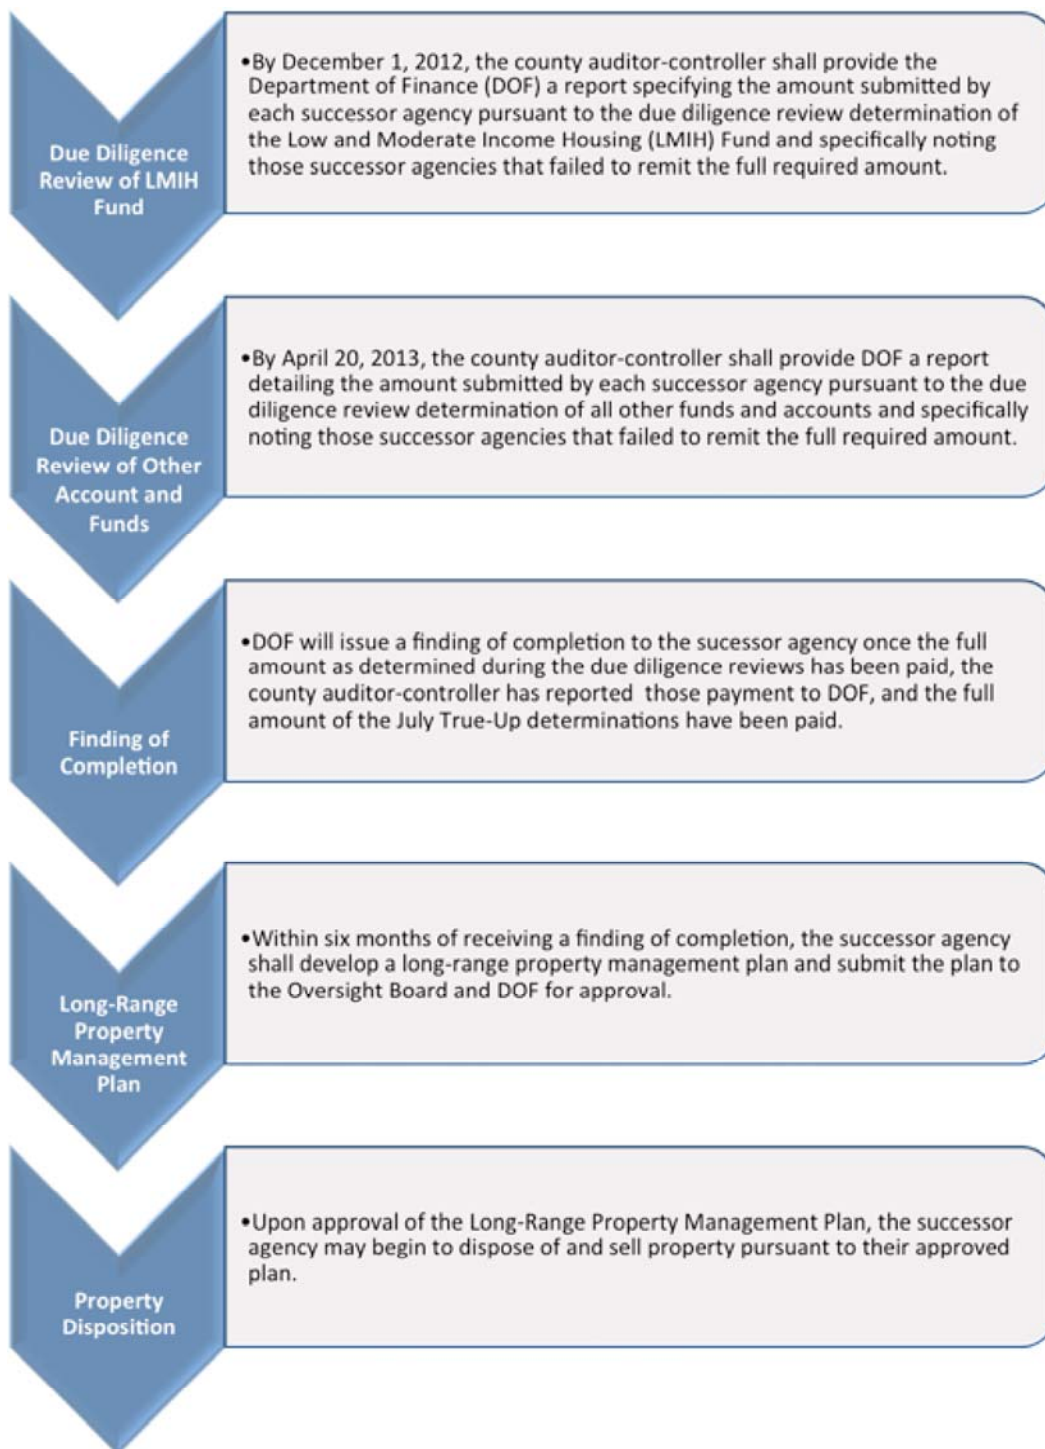 Due Diligence
Review of LMIH
Fund
•By December 1, 2012, the county auditor-controller shall provide the
Department of Finance (DOF) a report specifying the amount submitted by
each successor agency pursuant to the due diligence review determination of
the Low and Moderate Income Housing (LMIH) Fund and specifically noting
those successor agencies that failed to remit the full required amount.
Due Diligence
Review of Other
Account and
Funds
•By April 20, 2013, the county auditor-controller shall provide DOF a report
detailing the amount submitted by each successor agency pursuant to the due
diligence review determination of all other funds and accounts and specifically
noting those successor agencies that failed to remit the full required amount.
Finding of
Completion
•DOF will issue a finding of completion to the sucessor agency once the full
amount as determined during the due diligence reviews has been paid, the
county auditor-controller has reported those payment to DOF, and the full
amount of the July True-Up determinations have been paid.
Long-Range
Property
Management
Plan
•Within six months of receiving a finding of completion, the successor agency
shall develop a long-range property management plan and submit the plan to
the Oversight Board and DOF for approval.
Property
Disposition
•Upon approval of the Long-Range Property Management Plan, the successor
agency may begin to dispose of and sell property pursuant to their approved
plan.